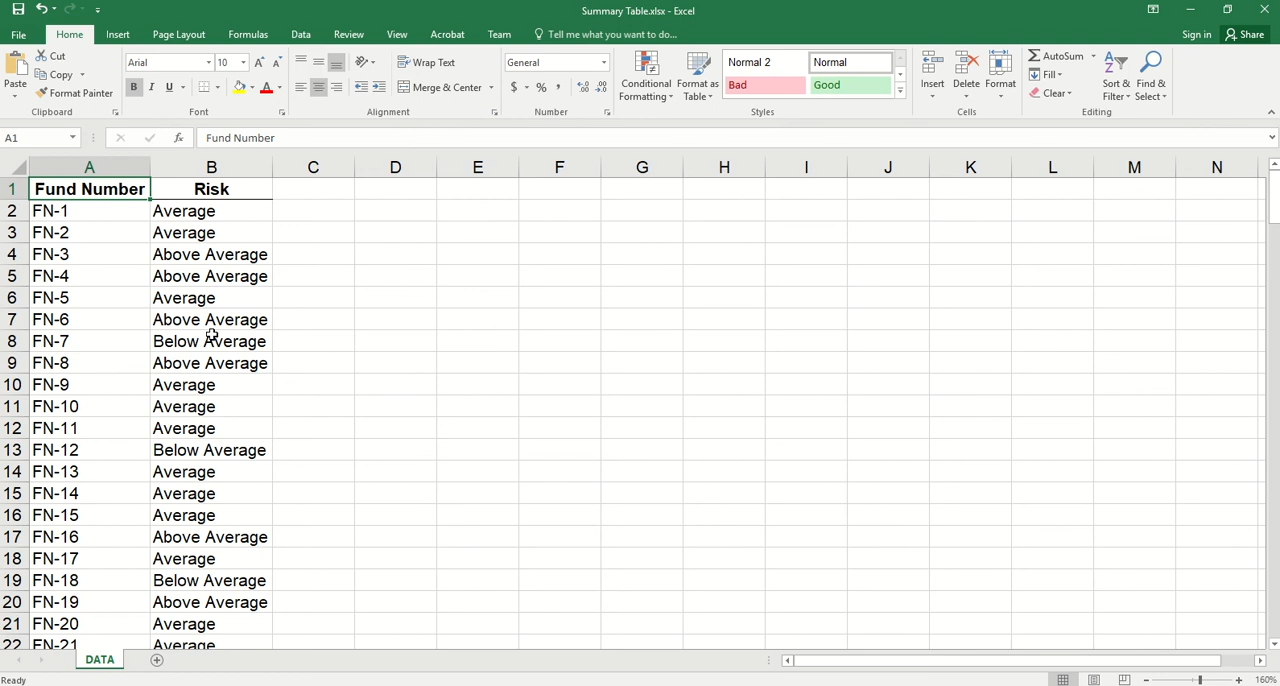 Summary Table.xlsx - Excel
File Home Insert Page Layout Formulas Data Review View Acrobat Team Tell me what you want to do... Sign in Share
Paste Cut Copy Format Painter Clipboard
Arial 10 A A B I U A Font
Wrap Text Merge & Center Alignment
General $ % , Number
Conditional Formatting Format as Table Normal 2 Normal Bad Good Styles
Insert Delete Format Cells
AutoSum Fill Clear Sort & Filter Find & Select Editing
A1 fx Fund Number
A B C D E F G H I J K L M N
1 Fund Number Risk
2 FN-1 Average
3 FN-2 Average
4 FN-3 Above Average
5 FN-4 Above Average
6 FN-5 Average
7 FN-6 Above Average
8 FN-7 Below Average
9 FN-8 Above Average
10 FN-9 Average
11 FN-10 Average
12 FN-11 Average
13 FN-12 Below Average
14 FN-13 Average
15 FN-14 Average
16 FN-15 Average
17 FN-16 Above Average
18 FN-17 Average
19 FN-18 Below Average
20 FN-19 Above Average
21 FN-20 Average
22 FN-21 Average
DATA
Ready 160%